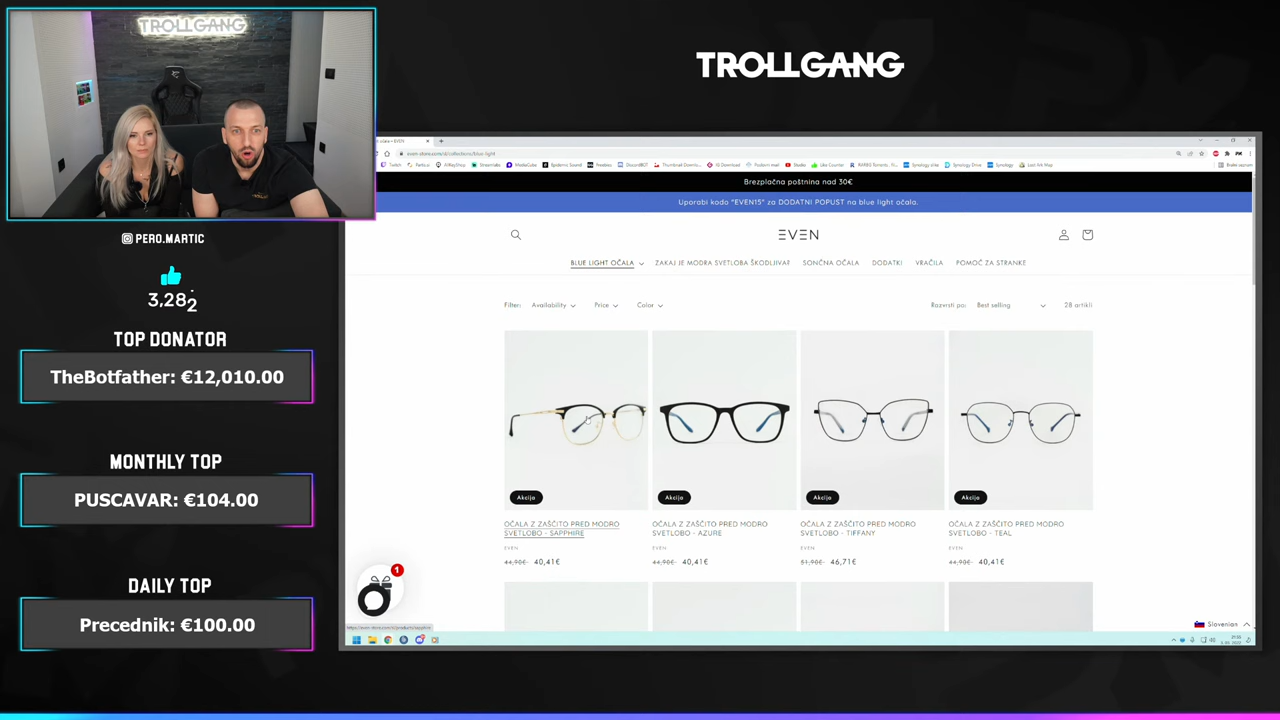 TROLLGANG
TROLLGANG
PERO.MARTIC
3,282
TOP DONATOR
TheBotfather: €12,010.00
MONTHLY TOP
PUSCAVAR: €104.00
DAILY TOP
Precednik: €100.00
Brezplačna poštnina nad 30€
Uporabi kodo "EVEN15" za DODATNI POPUST na blue light očala.
EVEN
BLUE LIGHT OČALA
ZAKAJ JE MODRA SVETLOBA ŠKODLJIVA?
SONČNA OČALA
DODATKI
VRAČILA
POMOČ ZA STRANKE
Filter: Availability Price Color
Razvrsti po: Best selling 28 artikli
Akcija
Akcija
Akcija
Akcija
OČALA Z ZAŠČITO PRED MODRO
SVETLOBO - SAPPHIRE
EVEN
44,90€ 40,41€
OČALA Z ZAŠČITO PRED MODRO
SVETLOBO - AZURE
EVEN
44,90€ 40,41€
OČALA Z ZAŠČITO PRED MODRO
SVETLOBO - TIFFANY
EVEN
51,90€ 46,71€
OČALA Z ZAŠČITO PRED MODRO
SVETLOBO - TEAL
EVEN
44,90€ 40,41€
1
Slovenian